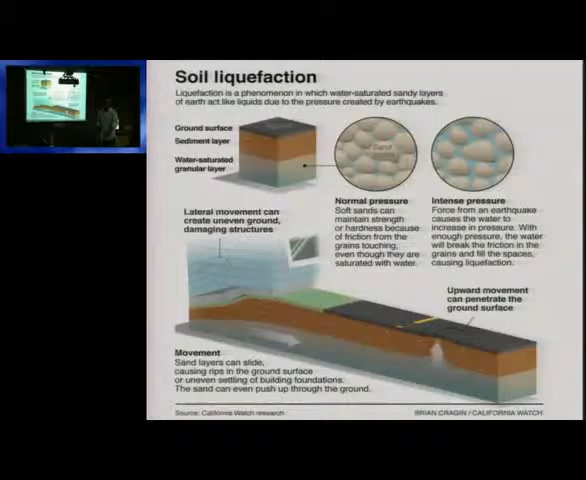 Soil liquefaction
Liquefaction is a phenomenon in which water-saturated sandy layers
of earth act like liquids due to the pressure created by earthquakes.
Ground surface
Sediment layer
Water-saturated
granular layer
Sand
Normal pressure
Soft sands can
maintain strength
or hardness because
of friction from the
grains touching,
even though they are
saturated with water.
Intense pressure
Force from an earthquake
causes the water to
increase in pressure. With
enough pressure, the water
will break the friction in the
grains and fill the spaces,
causing liquefaction.
Lateral movement can
create uneven ground,
damaging structures
Upward movement
can penetrate the
ground surface
Movement
Sand layers can slide,
causing rips in the ground surface
or uneven settling of building foundations.
The sand can even push up through the ground.
Source: California Watch research
BRIAN CRAGIN / CALIFORNIA WATCH